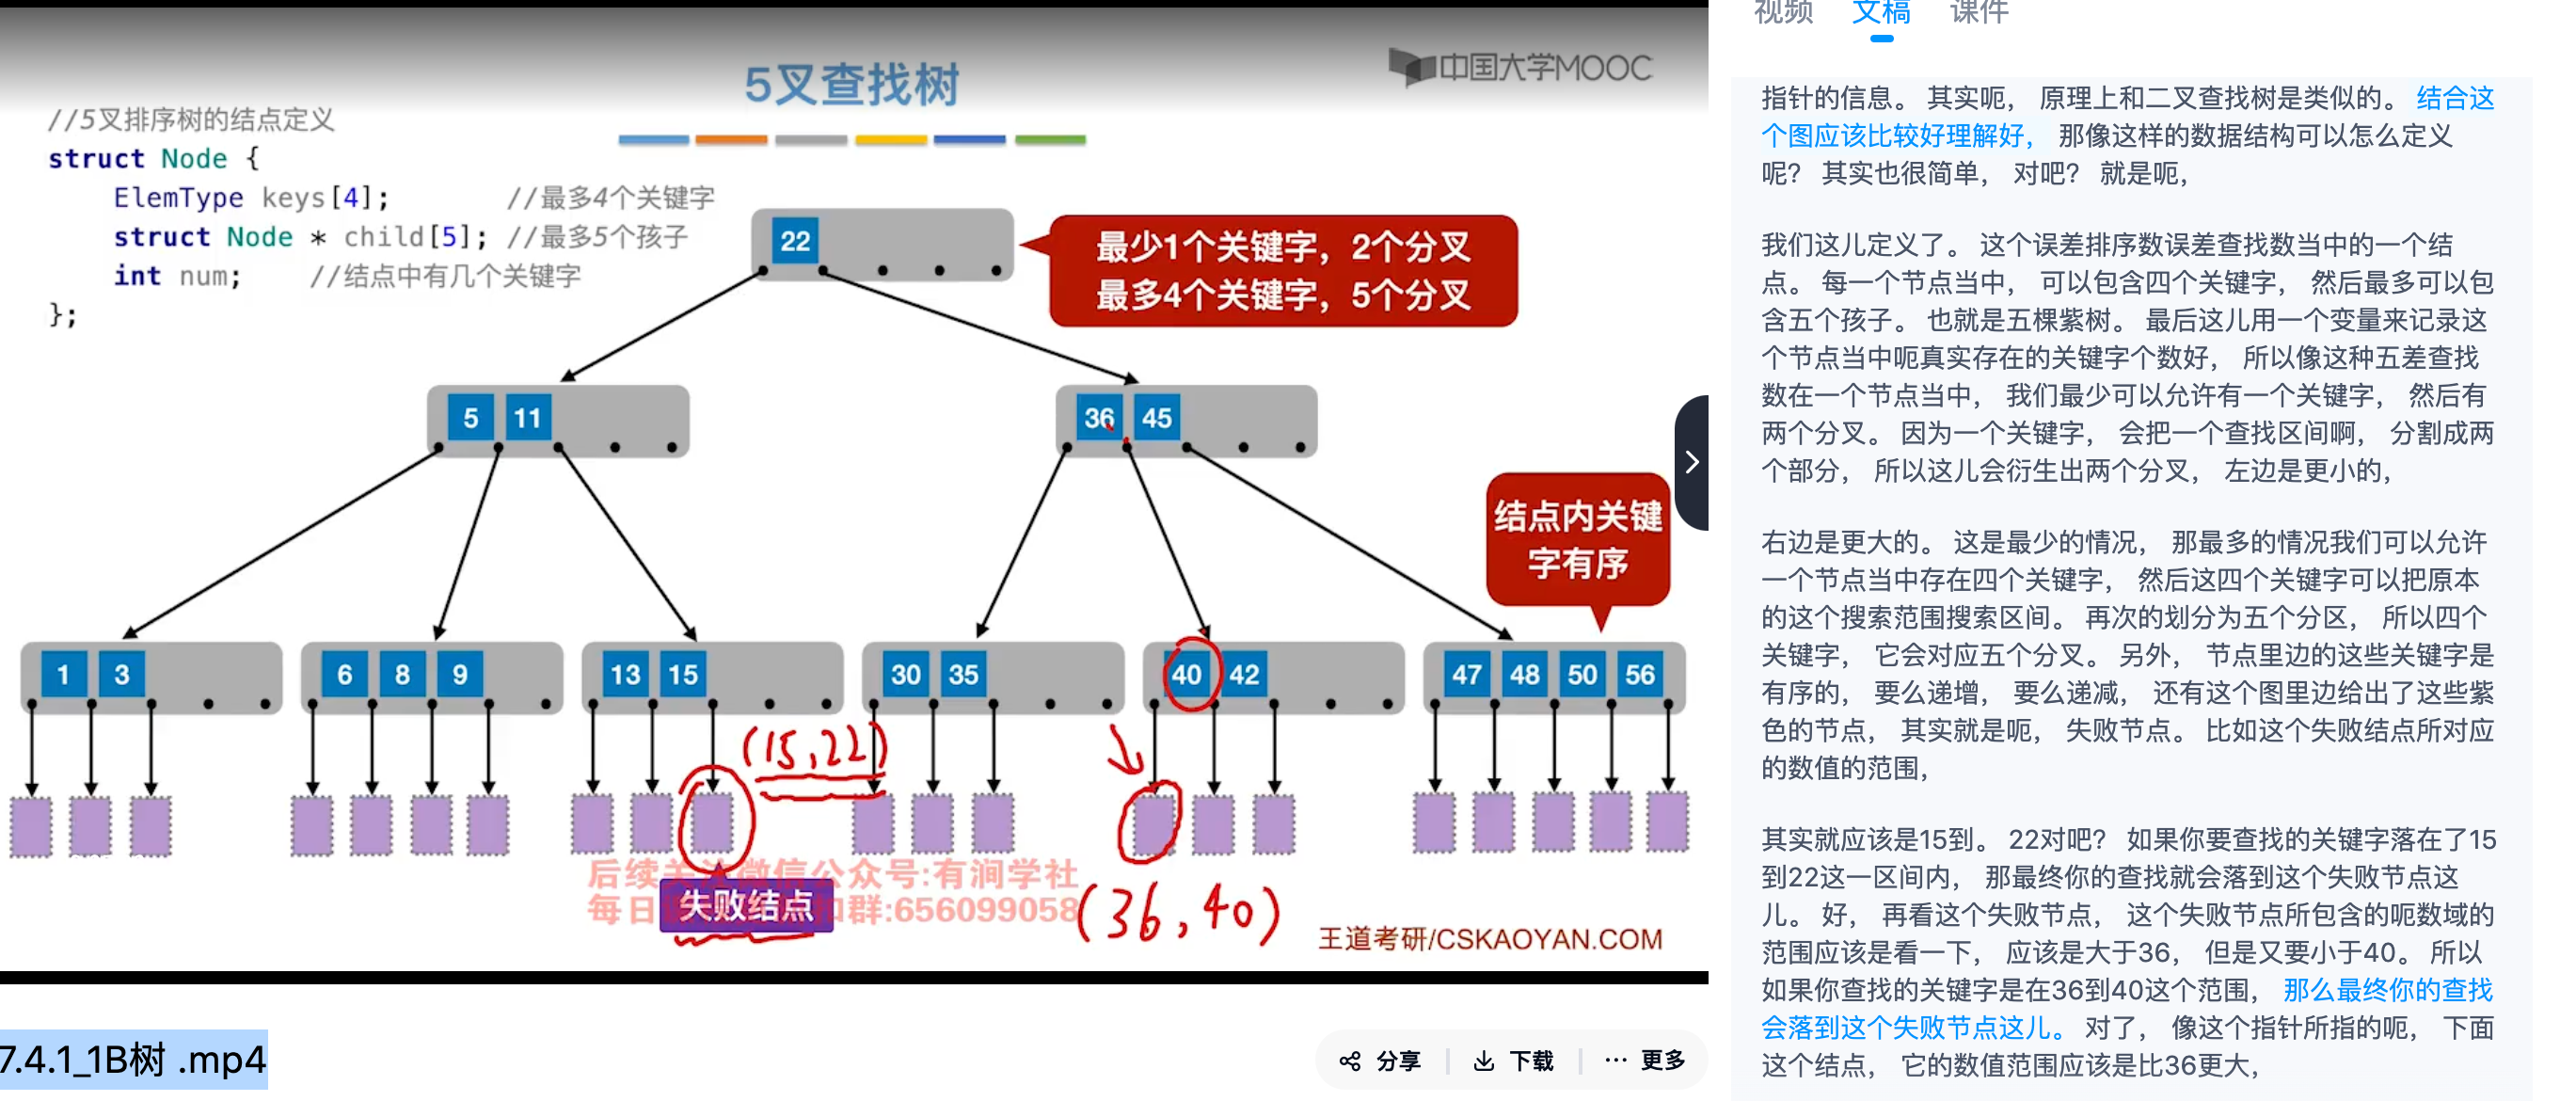 5叉查找树
中国大学MOOC
//5叉排序树的结点定义
struct Node {
ElemType keys[4]; //最多4个关键字
struct Node * child[5]; //最多5个孩子
int num; //结点中有几个关键字
};
22
最少1个关键字，2个分叉
最多4个关键字，5个分叉
5 11
36 45
结点内关键
字有序
1 3
6 8 9
13 15
30 35
40 42
47 48 50 56
(15,22)
失败结点
(36,40)
后续关注微信公众号:有涧学社
每日 扣群:656099058
王道考研/CSKAOYAN.COM
7.4.1_1B树 .mp4
分享
下载
更多
视频 文稿 课件
指针的信息。 其实呃， 原理上和二叉查找树是类似的。 结合这
个图应该比较好理解好， 那像这样的数据结构可以怎么定义
呢？ 其实也很简单， 对吧？ 就是呃，
我们这儿定义了。 这个误差排序数误差查找数当中的一个结
点。 每一个节点当中， 可以包含四个关键字， 然后最多可以包
含五个孩子。 也就是五棵紫树。 最后这儿用一个变量来记录这
个节点当中呃真实存在的关键字个数好， 所以像这种五差查找
数在一个节点当中， 我们最少可以允许有一个关键字， 然后有
两个分叉。 因为一个关键字， 会把一个查找区间啊， 分割成两
个部分， 所以这儿会衍生出两个分叉， 左边是更小的，
右边是更大的。 这是最少的情况， 那最多的情况我们可以允许
一个节点当中存在四个关键字， 然后这四个关键字可以把原本
的这个搜索范围搜索区间。 再次的划分为五个分区， 所以四个
关键字， 它会对应五个分叉。 另外， 节点里边的这些关键字是
有序的， 要么递增， 要么递减， 还有这个图里边给出了这些紫
色的节点， 其实就是呃， 失败节点。 比如这个失败结点所对应
的数值的范围，
其实就应该是15到。 22对吧？ 如果你要查找的关键字落在了15
到22这一区间内， 那最终你的查找就会落到这个失败节点这
儿。 好， 再看这个失败节点， 这个失败节点所包含的呃数域的
范围应该是看一下， 应该是大于36， 但是又要小于40。 所以
如果你查找的关键字是在36到40这个范围， 那么最终你的查找
会落到这个失败节点这儿。 对了， 像这个指针所指的呃， 下面
这个结点， 它的数值范围应该是比36更大，